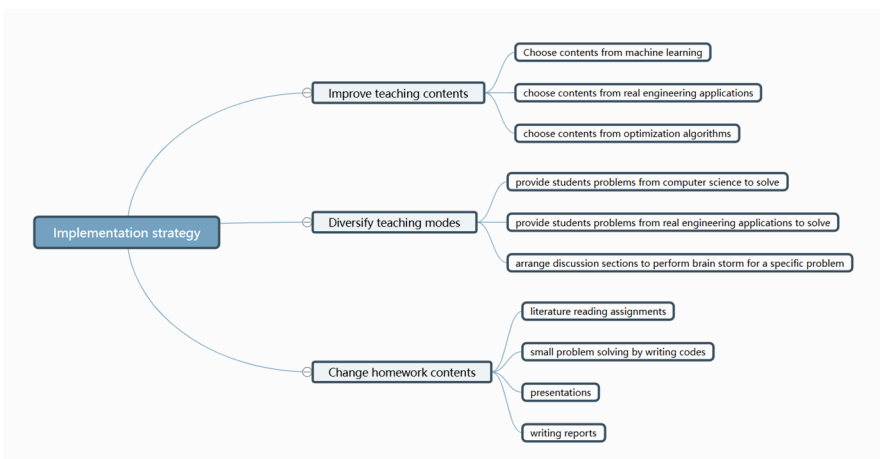 Implementation strategy
Improve teaching contents
Choose contents from machine learning
choose contents from real engineering applications
choose contents from optimization algorithms
Diversify teaching modes
provide students problems from computer science to solve
provide students problems from real engineering applications to solve
arrange discussion sections to perform brain storm for a specific problem
Change homework contents
literature reading assignments
small problem solving by writing codes
presentations
writing reports